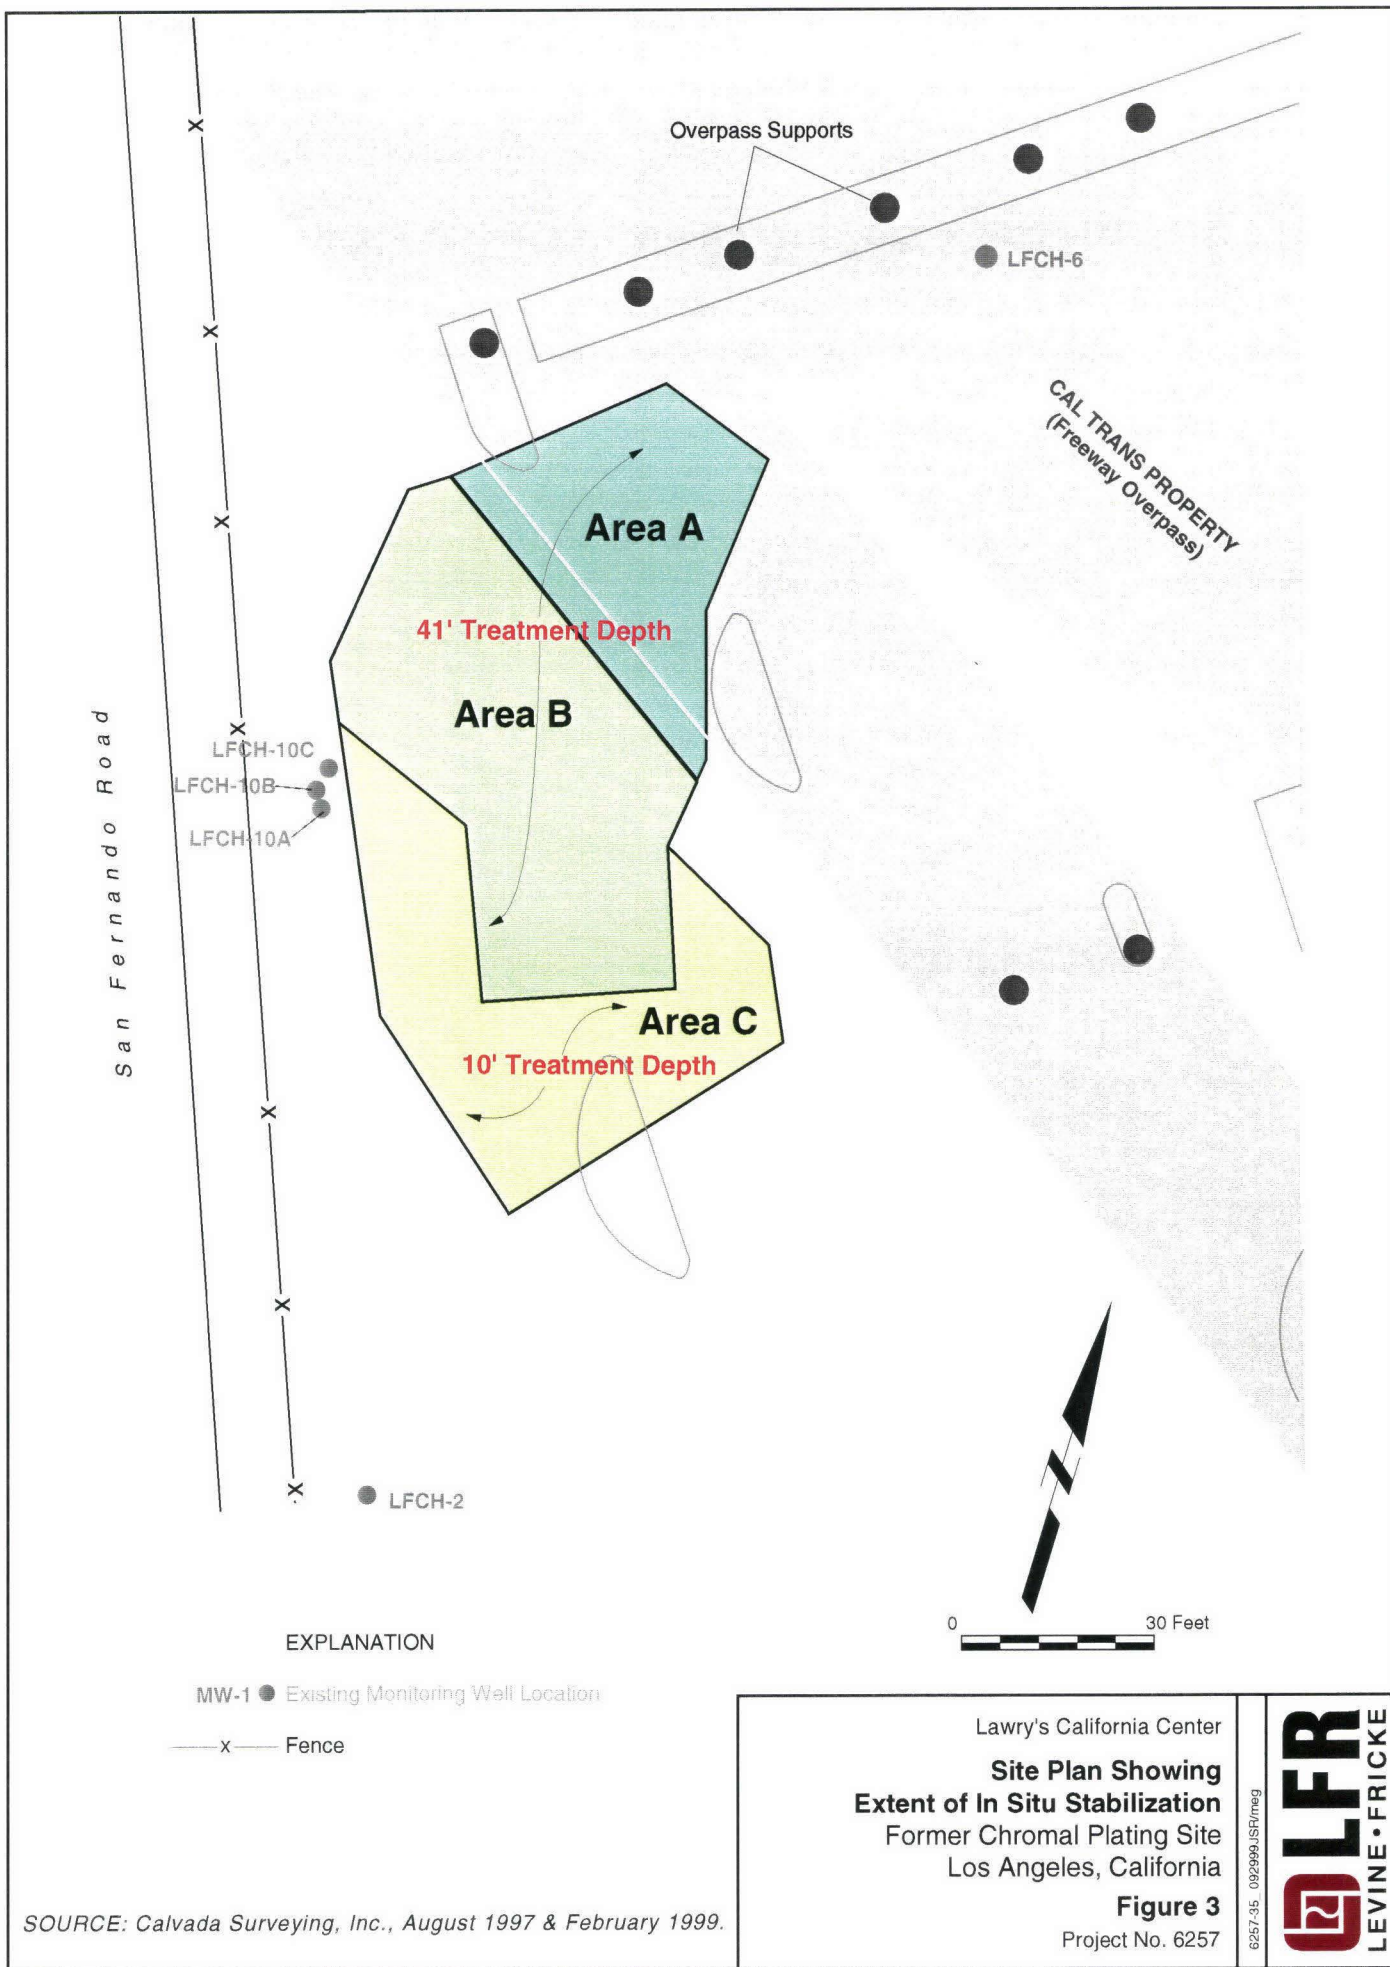 Overpass Supports
LFCH-6
CAL TRANS PROPERTY
(Freeway Overpass)
Area A
41' Treatment Depth
Area B
San Fernando Road
LFCH-10C
LFCH-10B
LFCH-10A
Area C
10' Treatment Depth
LFCH-2
0 30 Feet
EXPLANATION
MW-1 Existing Monitoring Well Location
x Fence
Lawry's California Center
Site Plan Showing
Extent of In Situ Stabilization
Former Chromal Plating Site
Los Angeles, California
Figure 3
Project No. 6257
6257-35_092999JSR/meg
LFR
LEVINE•FRICKE
SOURCE: Calvada Surveying, Inc., August 1997 & February 1999.